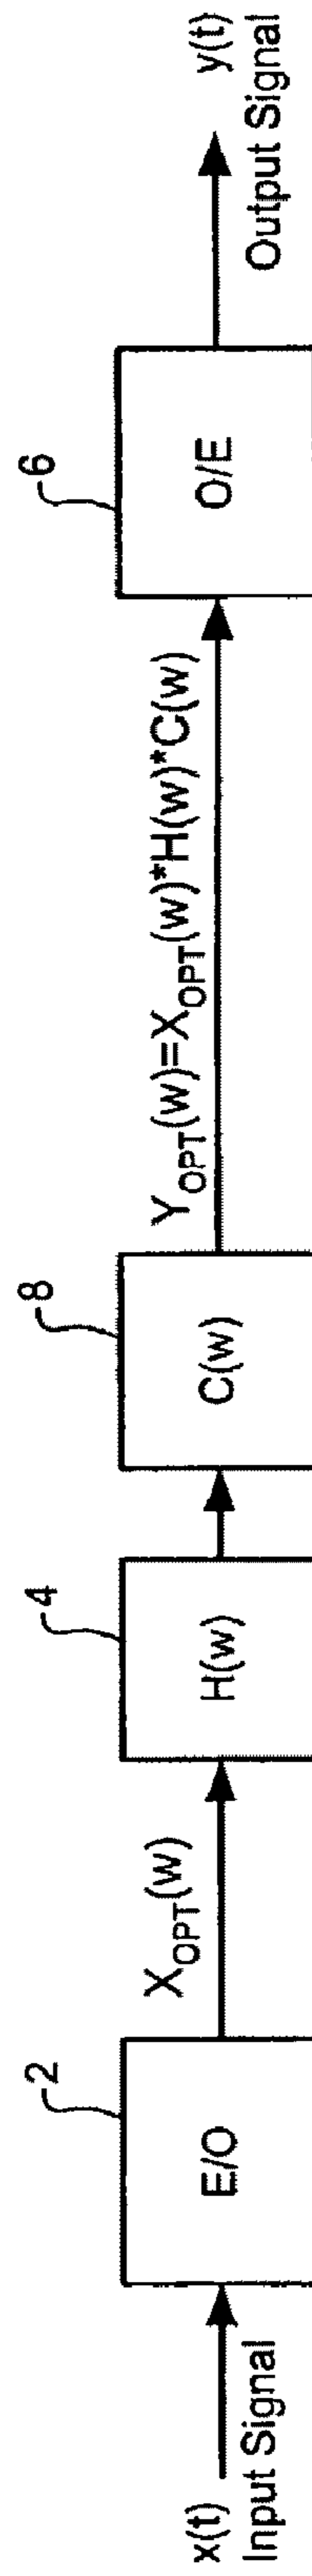 x(t)
Input Signal
2
E/O
X_OPT(w)
4
H(w)
8
C(w)
Y_OPT(w)=X_OPT(w)*H(w)*C(w)
6
O/E
y(t)
Output Signal